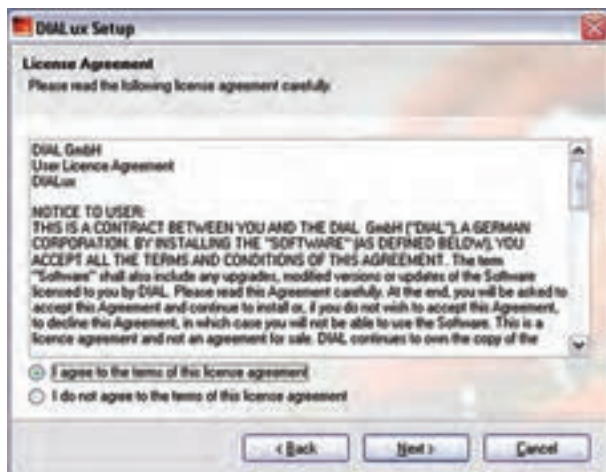 DIALux Setup
License Agreement
Please read the following license agreement carefully.
DIAL GmbH
User Licence Agreement
DIALux
NOTICE TO USER:
THIS IS A CONTRACT BETWEEN YOU AND THE DIAL GmbH ("DIAL"), A GERMAN
CORPORATION. BY INSTALLING THE "SOFTWARE" (AS DEFINED BELOW), YOU
ACCEPT ALL THE TERMS AND CONDITIONS OF THIS AGREEMENT. The term
"Software" shall also include any upgrades, modified versions or updates of the Software
licensed to you by DIAL. Please read this Agreement carefully. At the end, you will be asked to
accept this Agreement and continue to install or, if you do not wish to accept this Agreement,
to decline this Agreement, in which case you will not be able to use the Software. This is a
licence agreement and not an agreement for sale. DIAL continues to own the copy of the
I agree to the terms of this license agreement
I do not agree to the terms of this license agreement
< Back Next > Cancel